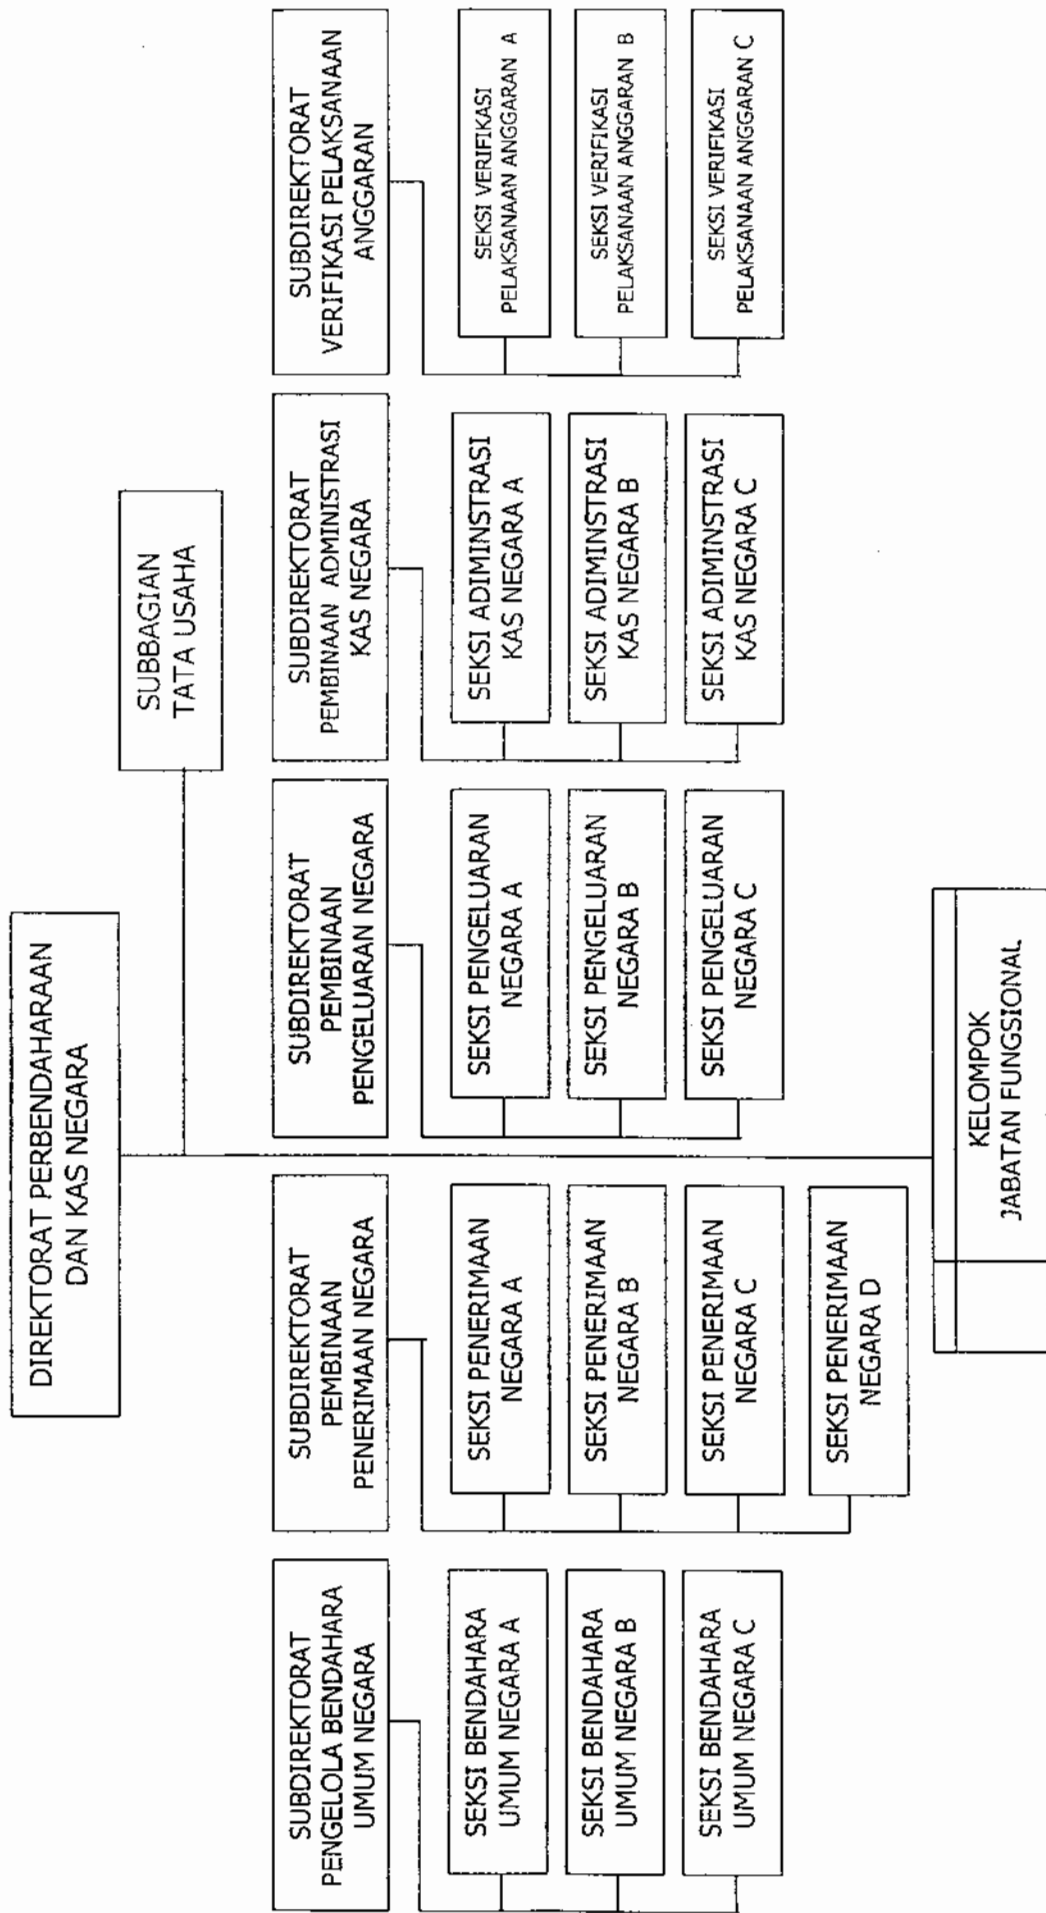 DIREKTORAT PERBENDAHARAAN
DAN KAS NEGARA
SUBBAGIAN
TATA USAHA
SUBDIREKTORAT
PENGELOLA BENDAHARA
UMUM NEGARA
SEKSI BENDAHARA
UMUM NEGARA A
SEKSI BENDAHARA
UMUM NEGARA B
SEKSI BENDAHARA
UMUM NEGARA C
SUBDIREKTORAT
PEMBINAAN
PENERIMAAN NEGARA
SEKSI PENERIMAAN
NEGARA A
SEKSI PENERIMAAN
NEGARA B
SEKSI PENERIMAAN
NEGARA C
SEKSI PENERIMAAN
NEGARA D
SUBDIREKTORAT
PEMBINAAN
PENGELUARAN NEGARA
SEKSI PENGELUARAN
NEGARA A
SEKSI PENGELUARAN
NEGARA B
SEKSI PENGELUARAN
NEGARA C
SUBDIREKTORAT
PEMBINAAN ADMINISTRASI
KAS NEGARA
SEKSI ADIMINSTRASI
KAS NEGARA A
SEKSI ADIMINSTRASI
KAS NEGARA B
SEKSI ADIMINSTRASI
KAS NEGARA C
SUBDIREKTORAT
VERIFIKASI PELAKSANAAN
ANGGARAN
SEKSI VERIFIKASI
PELAKSANAAN ANGGARAN A
SEKSI VERIFIKASI
PELAKSANAAN ANGGARAN B
SEKSI VERIFIKASI
PELAKSANAAN ANGGARAN C
KELOMPOK
JABATAN FUNGSIONAL